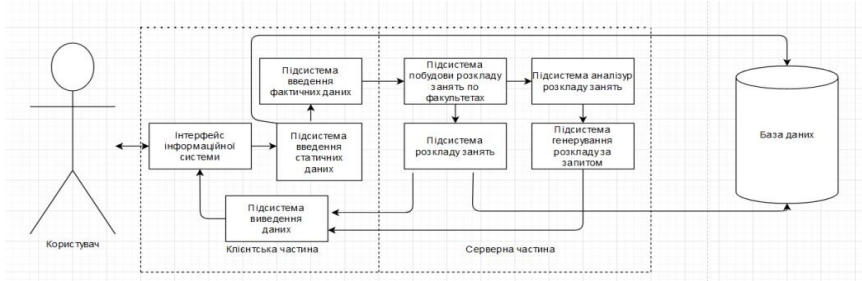 Підсистема
введення
фактичних даних
Підсистема
побудови розкладу
занять по
факультетах
Підсистема аналізур
розкладу занять
База даних
Інтерфейс
інформаційної
системи
Підсистема
введення
статичних
даних
Підсистема
розкладу занять
Підсистема
генерування
розкладу за
запитом
Підсистема
виведення
даних
Користувач
Клієнтська частина
Серверна частина